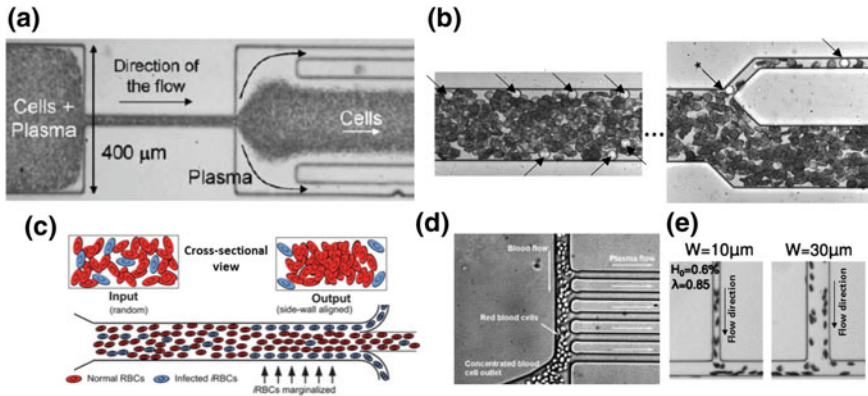 (a)
Direction of
the flow
Cells +
Plasma
400 µm
Cells
Plasma
(b)
*
(c)
Cross-sectional
view
Input
(random)
Output
(side-wall aligned)
Normal RBCs
Infected iRBCs
iRBCs marginalized
(d)
Blood flow
Plasma flow
Red blood cells
Concentrated blood
cell outlet
(e)
W=10µm
W=30µm
H₀=0.6%
λ=0.85
Flow direction
Flow direction